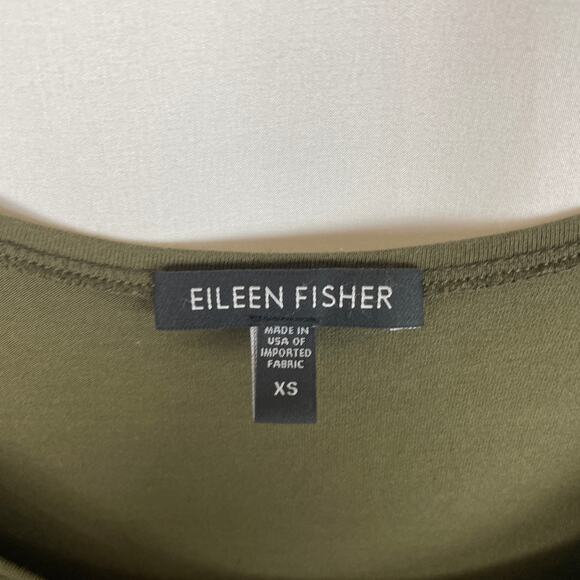 EILEEN FISHER
MADE IN
USA OF
IMPORTED
FABRIC
XS